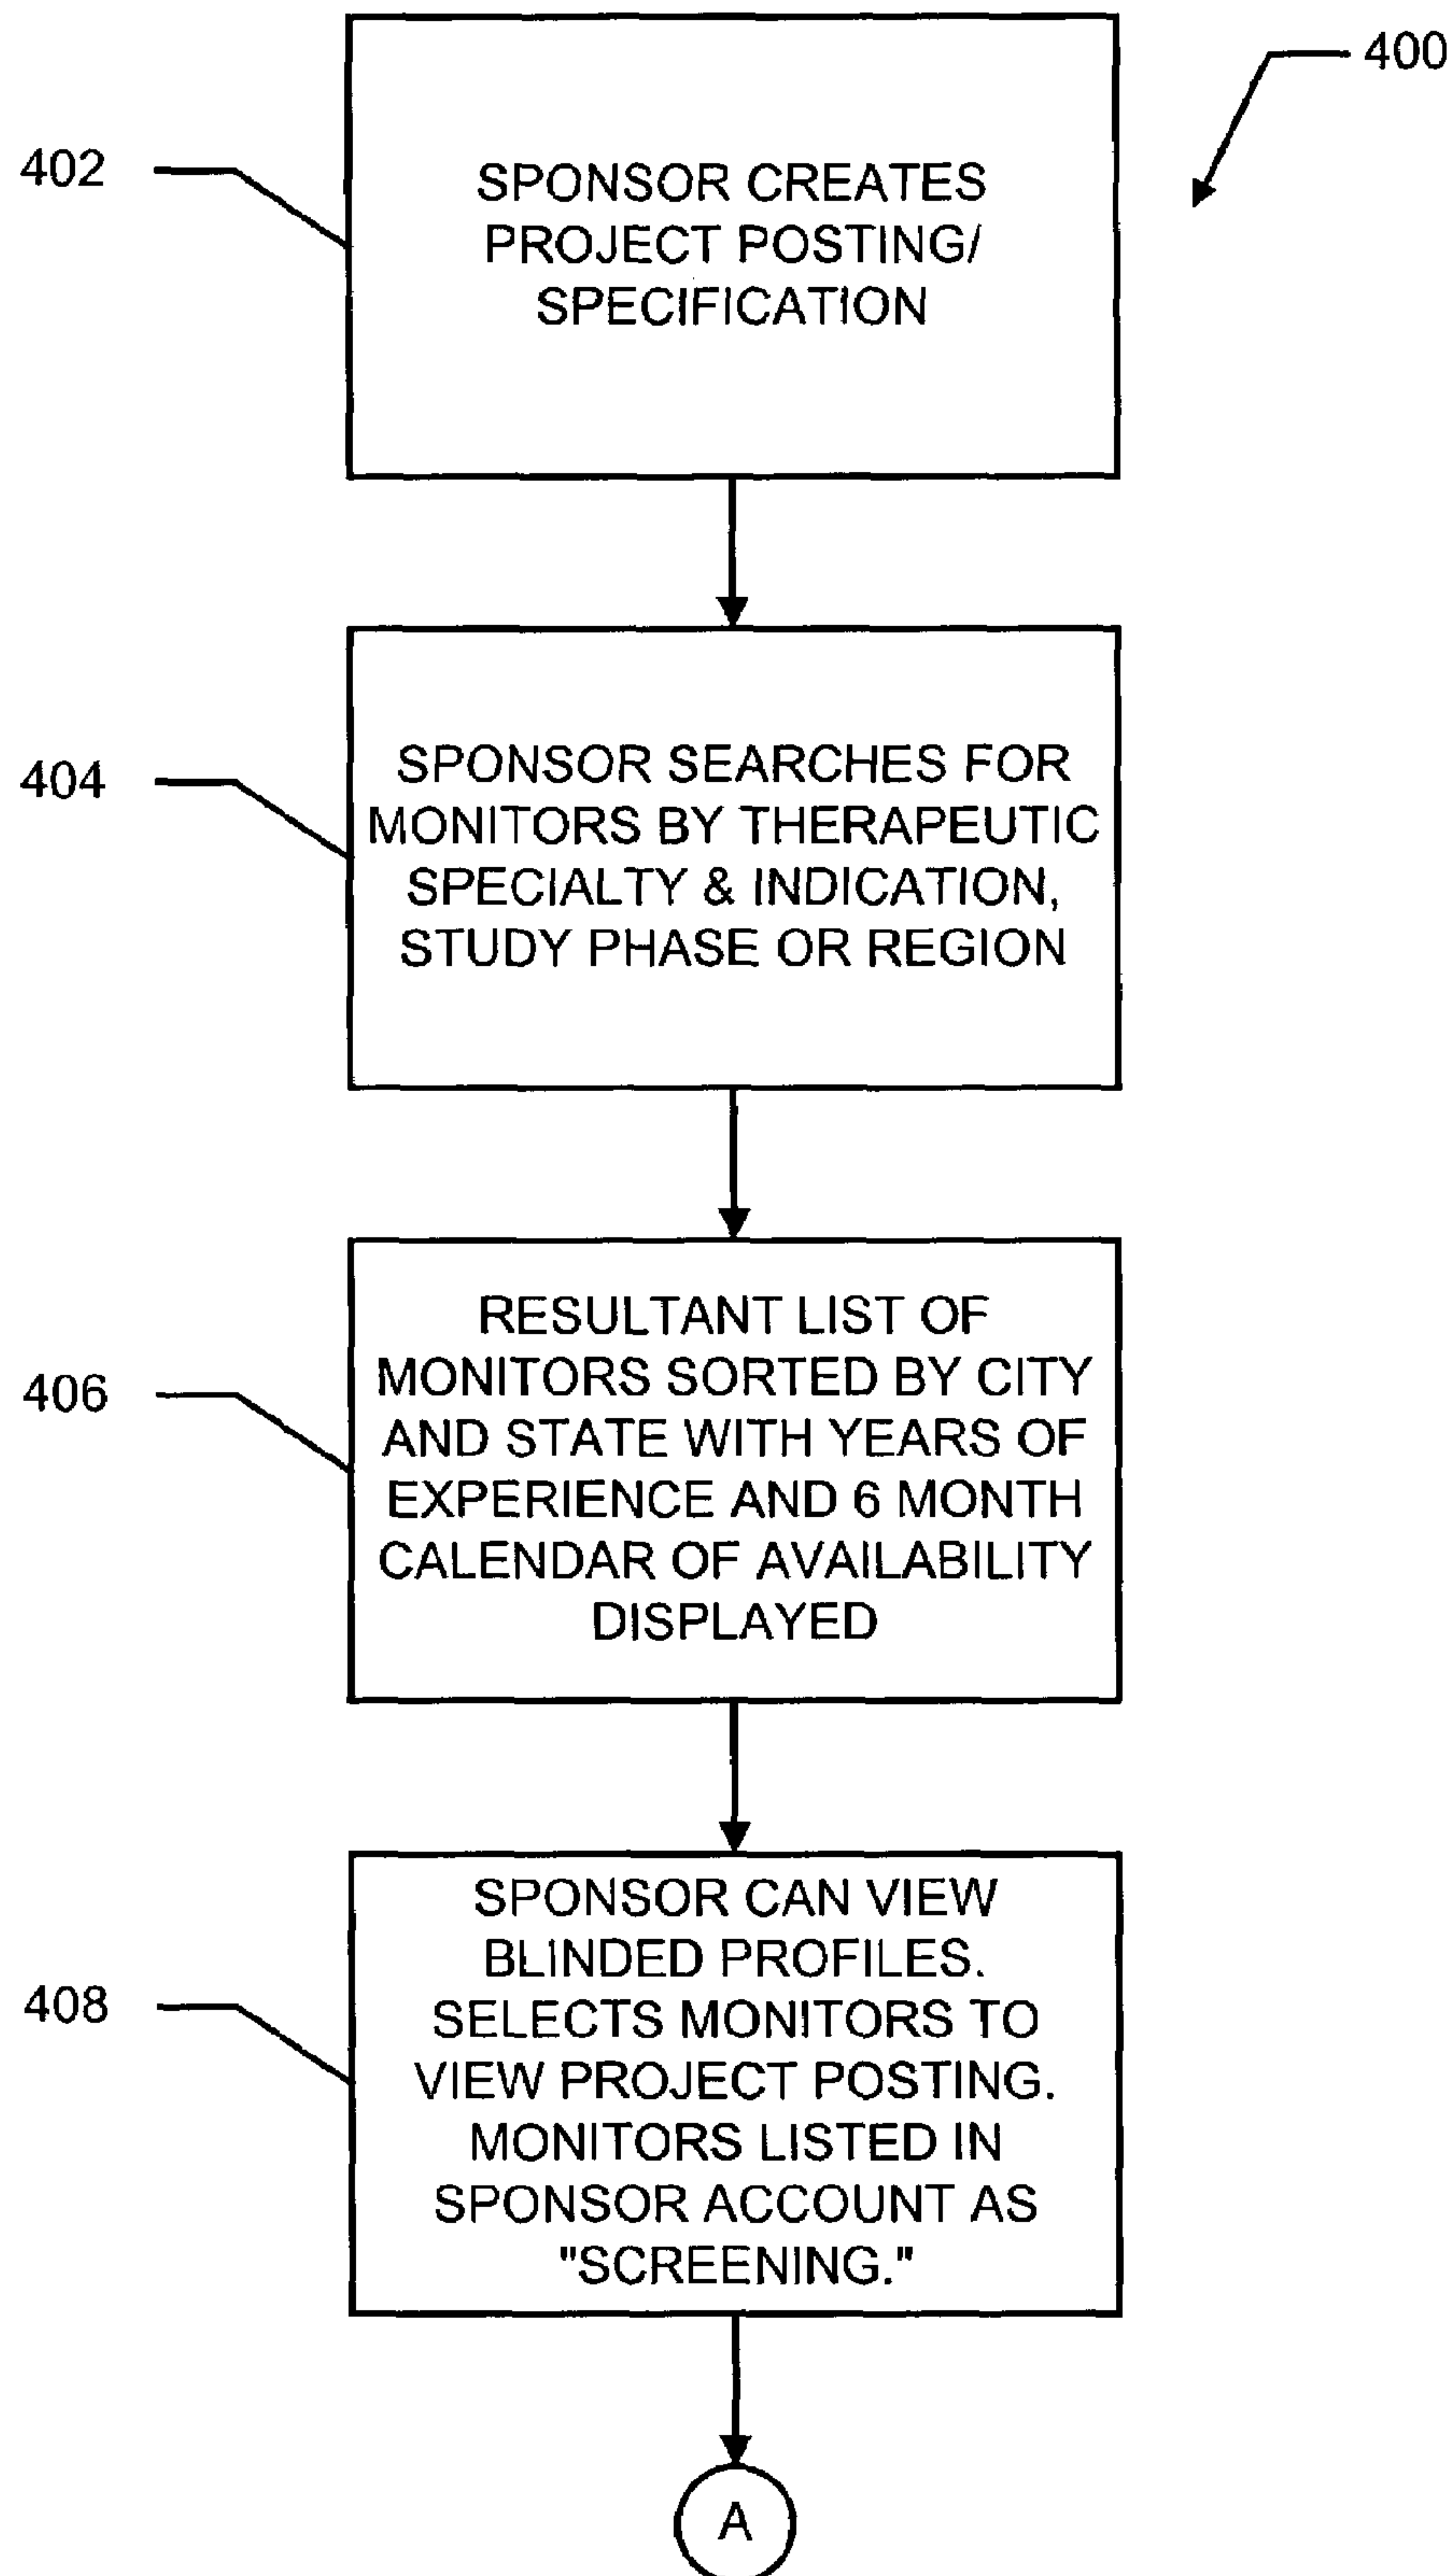 400
402
SPONSOR CREATES
PROJECT POSTING/
SPECIFICATION
404
SPONSOR SEARCHES FOR
MONITORS BY THERAPEUTIC
SPECIALTY & INDICATION,
STUDY PHASE OR REGION
406
RESULTANT LIST OF
MONITORS SORTED BY CITY
AND STATE WITH YEARS OF
EXPERIENCE AND 6 MONTH
CALENDAR OF AVAILABILITY
DISPLAYED
408
SPONSOR CAN VIEW
BLINDED PROFILES.
SELECTS MONITORS TO
VIEW PROJECT POSTING.
MONITORS LISTED IN
SPONSOR ACCOUNT AS
"SCREENING."
A